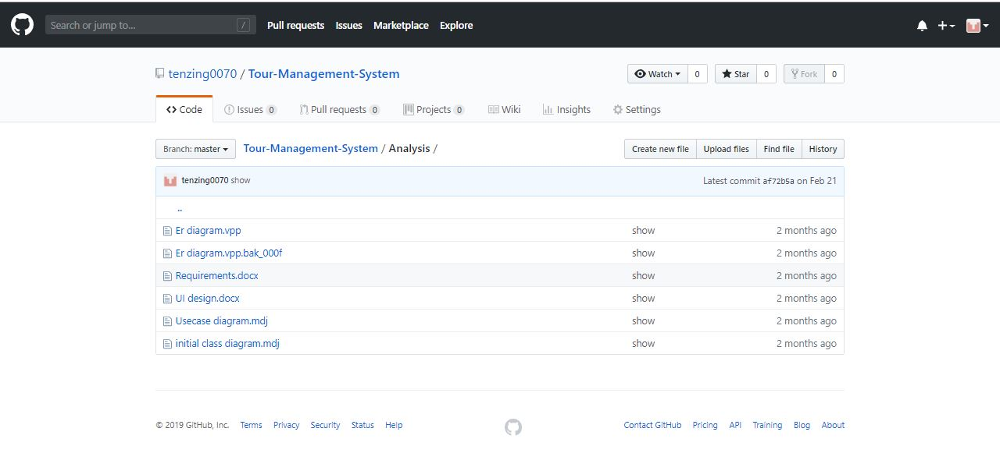 Search or jump to... / Pull requests Issues Marketplace Explore
tenzing0070 / Tour-Management-System Watch 0 Star 0 Fork 0
Code Issues 0 Pull requests 0 Projects 0 Wiki Insights Settings
Branch: master Tour-Management-System / Analysis / Create new file Upload files Find file History
tenzing0070 show Latest commit af72b5a on Feb 21
..
Er diagram.vpp show 2 months ago
Er diagram.vpp.bak_000f show 2 months ago
Requirements.docx show 2 months ago
UI design.docx show 2 months ago
Usecase diagram.mdj show 2 months ago
initial class diagram.mdj show 2 months ago
© 2019 GitHub, Inc. Terms Privacy Security Status Help Contact GitHub Pricing API Training Blog About